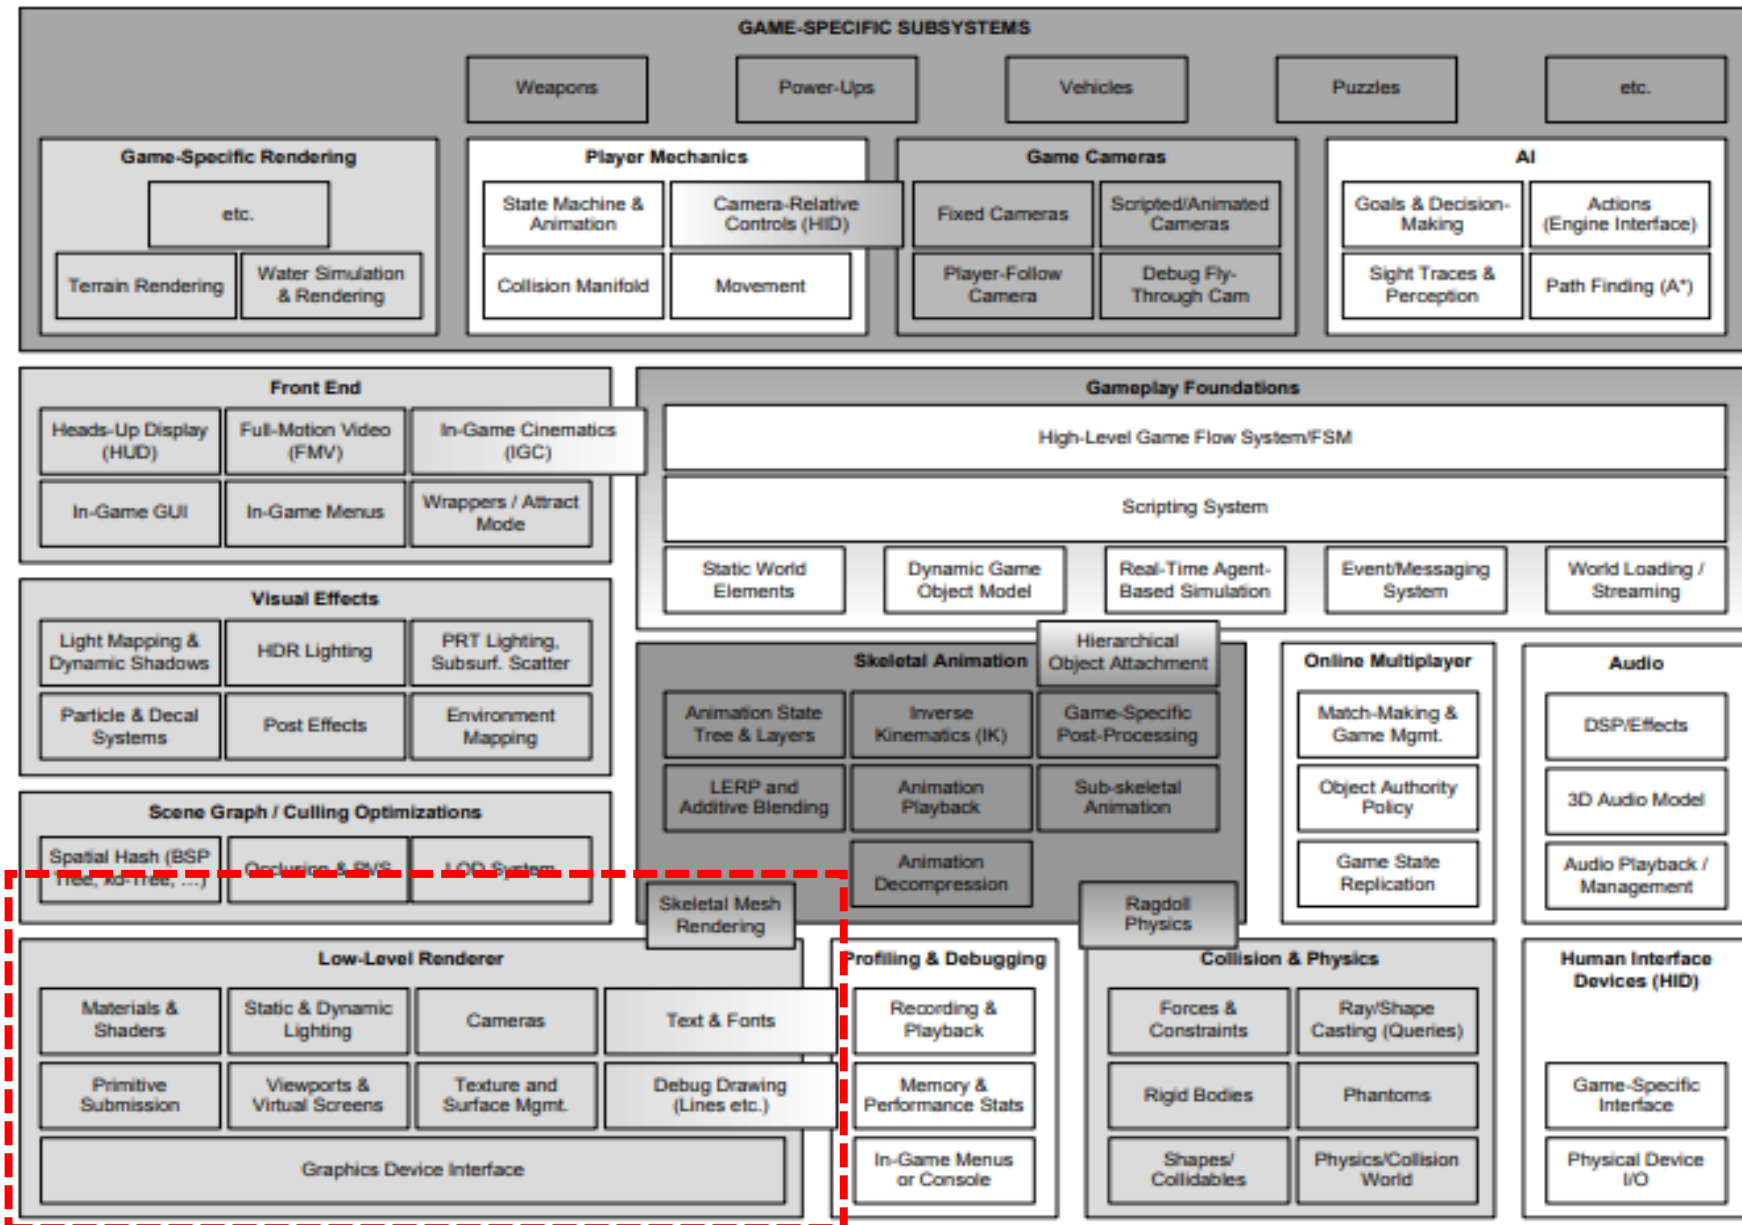 GAME-SPECIFIC SUBSYSTEMS
Weapons
Power-Ups
Vehicles
Puzzles
etc.
Game-Specific Rendering
etc.
Terrain Rendering
Water Simulation
& Rendering
Player Mechanics
State Machine &
Animation
Camera-Relative
Controls (HID)
Collision Manifold
Movement
Game Cameras
Fixed Cameras
Scripted/Animated
Cameras
Player-Follow
Camera
Debug Fly-
Through Cam
AI
Goals & Decision-
Making
Actions
(Engine Interface)
Sight Traces &
Perception
Path Finding (A*)
Front End
Heads-Up Display
(HUD)
Full-Motion Video
(FMV)
In-Game Cinematics
(IGC)
In-Game GUI
In-Game Menus
Wrappers / Attract
Mode
Gameplay Foundations
High-Level Game Flow System/FSM
Scripting System
Static World
Elements
Dynamic Game
Object Model
Real-Time Agent-
Based Simulation
Event/Messaging
System
World Loading /
Streaming
Visual Effects
Light Mapping &
Dynamic Shadows
HDR Lighting
PRT Lighting,
Subsurf. Scatter
Particle & Decal
Systems
Post Effects
Environment
Mapping
Skeletal Animation
Hierarchical
Object Attachment
Animation State
Tree & Layers
Inverse
Kinematics (IK)
Game-Specific
Post-Processing
LERP and
Additive Blending
Animation
Playback
Sub-skeletal
Animation
Animation
Decompression
Online Multiplayer
Match-Making &
Game Mgmt.
Object Authority
Policy
Game State
Replication
Audio
DSP/Effects
3D Audio Model
Audio Playback /
Management
Scene Graph / Culling Optimizations
Spatial Hash (BSP
Tree, kd-Tree, ...)
Occlusion & PVS
LOD System
Skeletal Mesh
Rendering
Ragdoll
Physics
Low-Level Renderer
Materials &
Shaders
Static & Dynamic
Lighting
Cameras
Text & Fonts
Primitive
Submission
Viewports &
Virtual Screens
Texture and
Surface Mgmt.
Debug Drawing
(Lines etc.)
Graphics Device Interface
Profiling & Debugging
Recording &
Playback
Memory &
Performance Stats
In-Game Menus
or Console
Collision & Physics
Forces &
Constraints
Ray/Shape
Casting (Queries)
Rigid Bodies
Phantoms
Shapes/
Collidables
Physics/Collision
World
Human Interface
Devices (HID)
Game-Specific
Interface
Physical Device
I/O